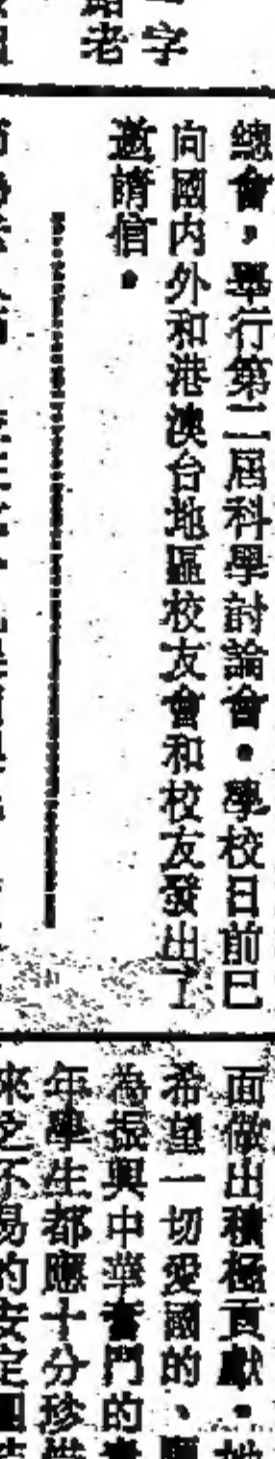 字
老
總會，舉行第二屆科學討論會。學校日前已
向國內外和港澳台地區校友會和校友發出了
邀請信。
面做出積極貢獻。
希望一切愛國的、
為振興中華奮鬥的
年學生都應十分珍
來之不易的安定